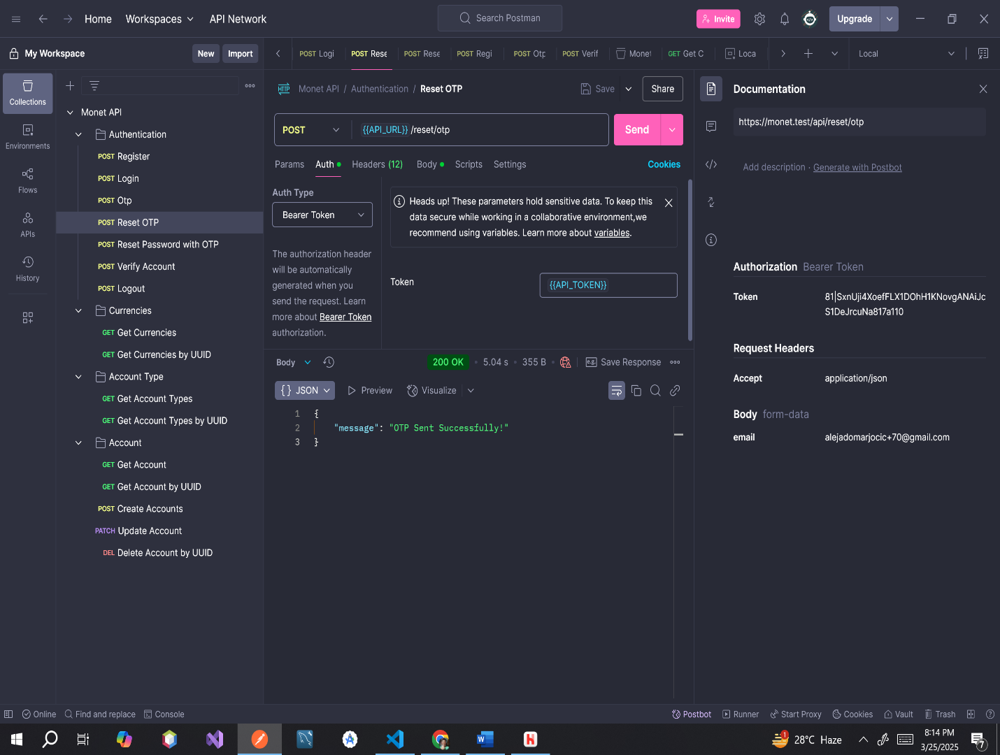 Home
Workspaces
API Network
Search Postman
Invite
Upgrade
My Workspace
New
Import
POST Logi
POST Rese
POST Rese
POST Regi
POST Otp
POST Verif
Monet
GET Get C
Loca
Local
Collections
Environments
Flows
APIs
History
Monet API
Authentication
POST Register
POST Login
POST Otp
POST Reset OTP
POST Reset Password with OTP
POST Verify Account
POST Logout
Currencies
GET Get Currencies
GET Get Currencies by UUID
Account Type
GET Get Account Types
GET Get Account Types by UUID
Account
GET Get Account
GET Get Account by UUID
POST Create Accounts
PATCH Update Account
DEL Delete Account by UUID
HTTP
Monet API / Authentication / Reset OTP
Save
Share
POST
{{API_URL}} /reset/otp
Send
Params
Auth
Headers (12)
Body
Scripts
Settings
Cookies
Auth Type
Bearer Token
The authorization header
will be automatically
generated when you
send the request. Learn
more about Bearer Token
authorization.
Heads up! These parameters hold sensitive data. To keep this
data secure while working in a collaborative environment,we
recommend using variables. Learn more about variables.
Token
{{API_TOKEN}}
Body
200 OK
5.04 s
355 B
e.g.
Save Response
{} JSON
Preview
Visualize
1 {
2 "message": "OTP Sent Successfully!"
3 }
Documentation
https://monet.test/api/reset/otp
Add description · Generate with Postbot
Authorization Bearer Token
Token
81|SxnUji4XoefFLX1DOhH1KNovgANAiJc
S1DeJrcuNa817a110
Request Headers
Accept
application/json
Body form-data
email
alejadomarjocic+70@gmail.com
Online
Find and replace
Console
Postbot
Runner
Start Proxy
Cookies
Vault
Trash
1
28°C Haze
8:14 PM
3/25/2025
7